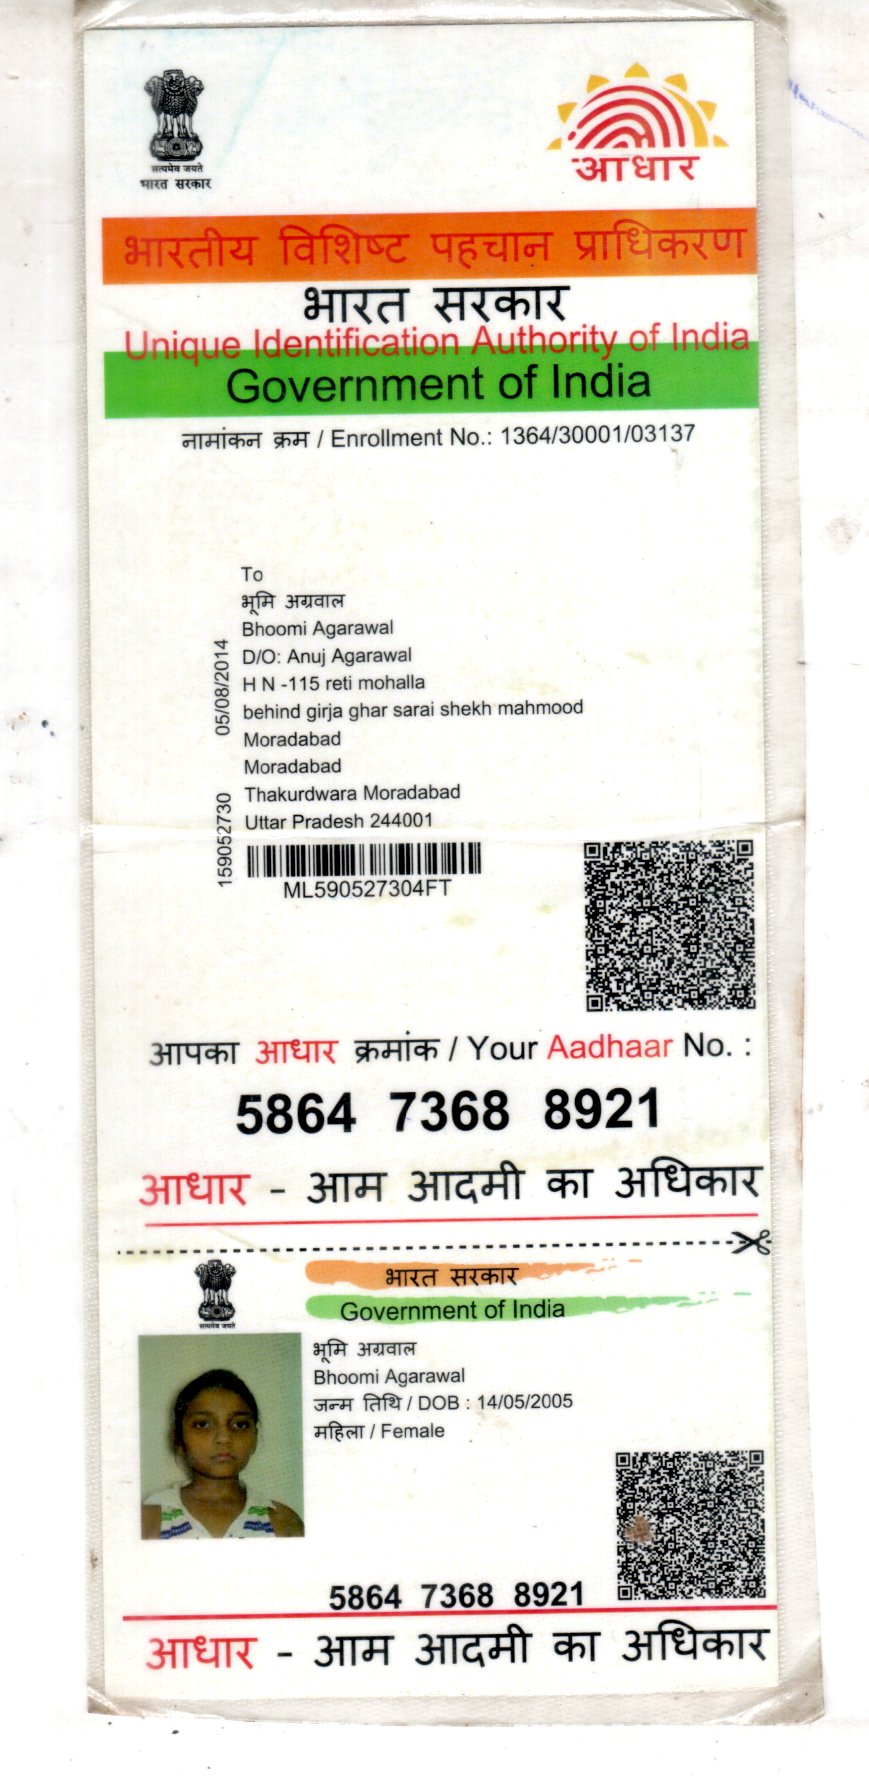 सत्यमेव जयते
भारत सरकार
आधार
भारतीय विशिष्ट पहचान प्राधिकरण
भारत सरकार
Unique Identification Authority of India
Government of India
नामांकन क्रम / Enrollment No.: 1364/30001/03137
To
भूमि अग्रवाल
Bhoomi Agarawal
D/O: Anuj Agarawal
H N -115 reti mohalla
behind girja ghar sarai shekh mahmood
Moradabad
Moradabad
Thakurdwara Moradabad
Uttar Pradesh 244001
05/08/2014
159052730
ML590527304FT
आपका आधार क्रमांक / Your Aadhaar No. :
5864 7368 8921
आधार - आम आदमी का अधिकार
सत्यमेव जयते
भारत सरकार
Government of India
भूमि अग्रवाल
Bhoomi Agarawal
जन्म तिथि / DOB : 14/05/2005
महिला / Female
5864 7368 8921
आधार - आम आदमी का अधिकार